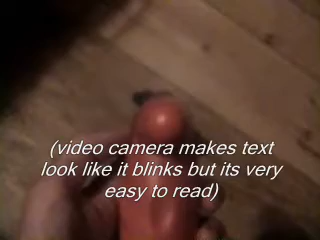 (video camera makes text
look like it blinks but its very
easy to read)